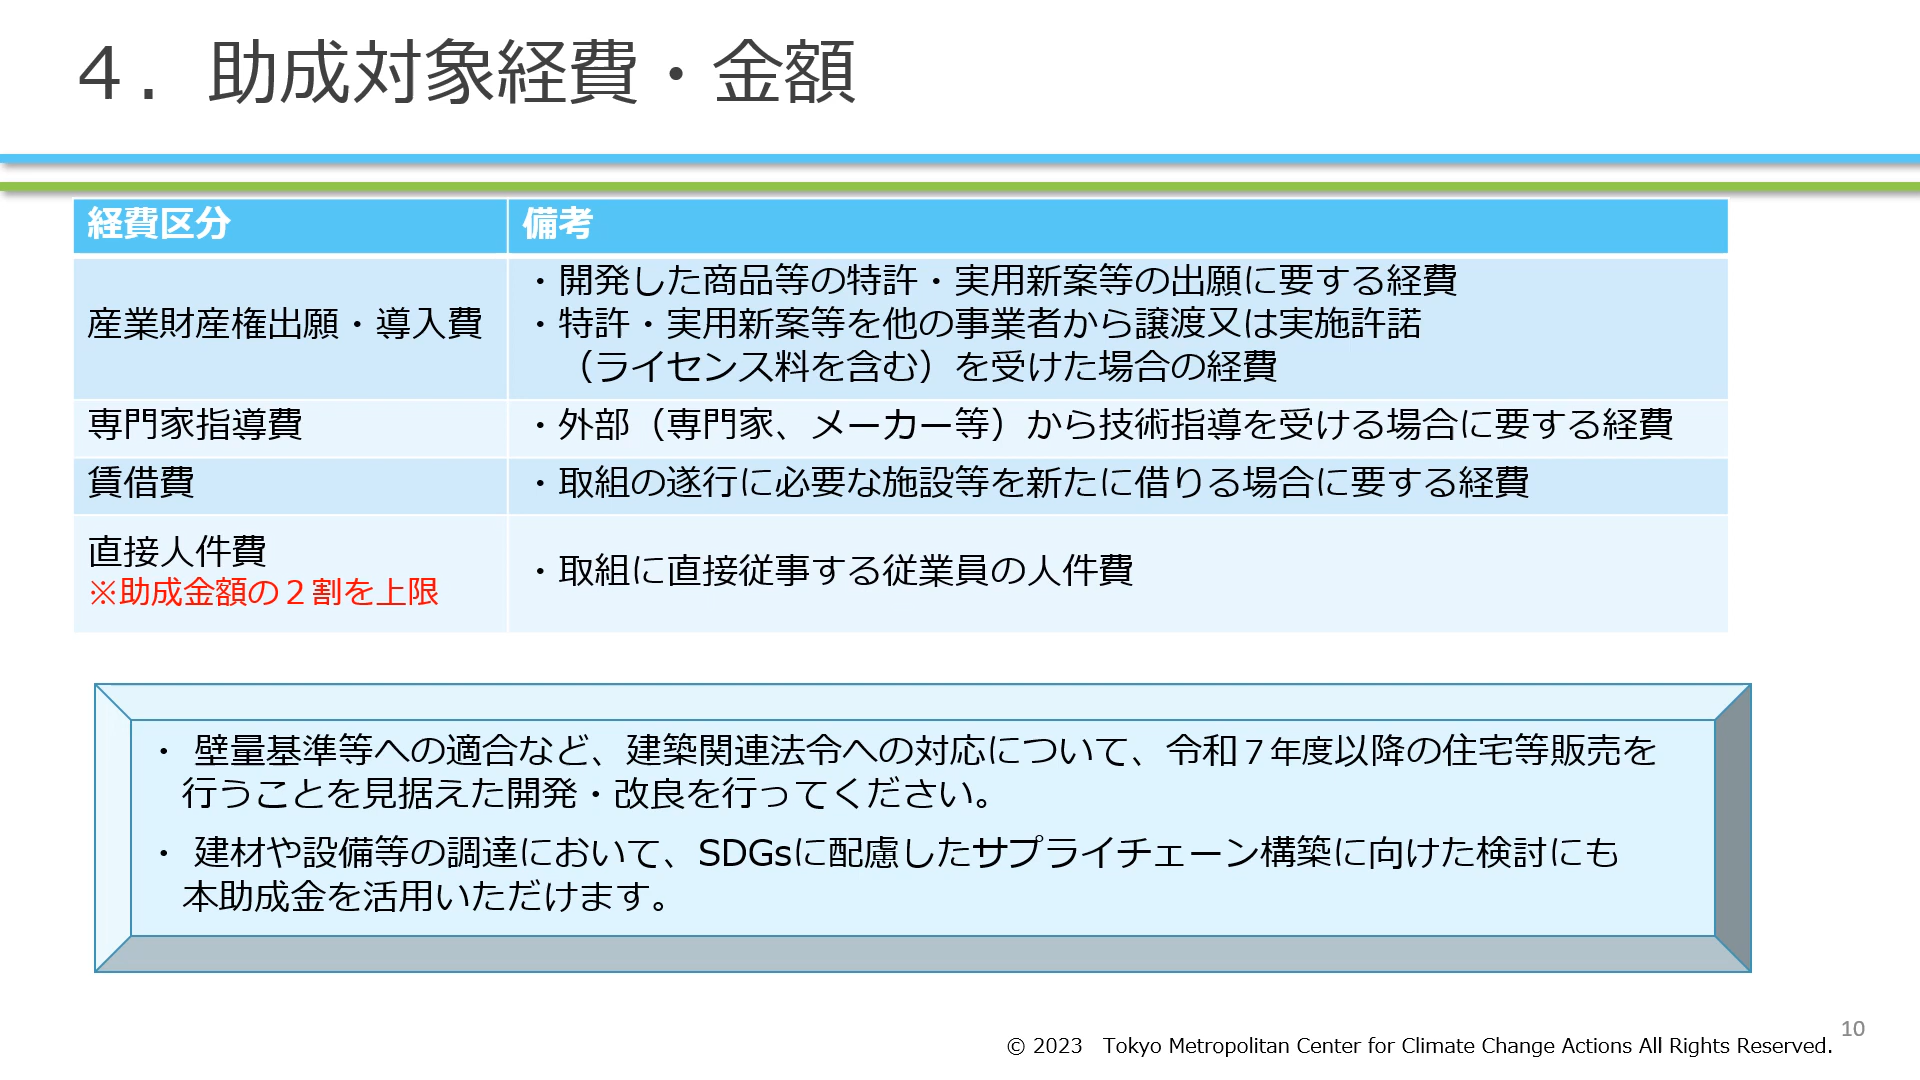 ４．助成対象経費・金額
経費区分
備考
産業財産権出願・導入費
・開発した商品等の特許・実用新案等の出願に要する経費
・特許・実用新案等を他の事業者から譲渡又は実施許諾
（ライセンス料を含む）を受けた場合の経費
専門家指導費
・外部（専門家、メーカー等）から技術指導を受ける場合に要する経費
賃借費
・取組の遂行に必要な施設等を新たに借りる場合に要する経費
直接人件費
※助成金額の２割を上限
・取組に直接従事する従業員の人件費
・ 壁量基準等への適合など、建築関連法令への対応について、令和７年度以降の住宅等販売を
行うことを見据えた開発・改良を行ってください。
・ 建材や設備等の調達において、SDGsに配慮したサプライチェーン構築に向けた検討にも
本助成金を活用いただけます。
10
© 2023　Tokyo Metropolitan Center for Climate Change Actions All Rights Reserved.